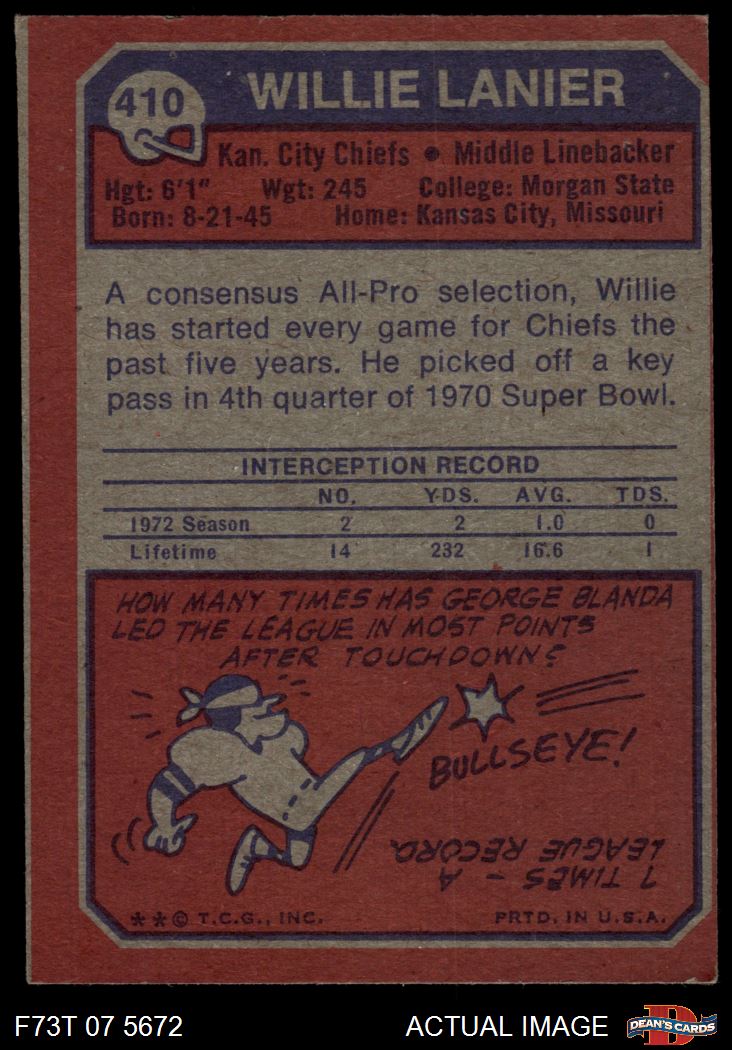 410
WILLIE LANIER
Kan. City Chiefs • Middle Linebacker
Hgt: 6'1" Wgt: 245 College: Morgan State
Born: 8-21-45 Home: Kansas City, Missouri
A consensus All-Pro selection, Willie
has started every game for Chiefs the
past five years. He picked off a key
pass in 4th quarter of 1970 Super Bowl.
INTERCEPTION RECORD
NO. YDS. AVG. TDS.
1972 Season 2 2 1.0 0
Lifetime 14 232 16.6 1
HOW MANY TIMES HAS GEORGE BLANDA
LED THE LEAGUE IN MOST POINTS
AFTER TOUCHDOWN?
BULLSEYE!
7 TIMES - A
LEAGUE RECORD.
** © T.C.G., INC. PRTD. IN U.S.A.
F73T 07 5672 ACTUAL IMAGE
D
DEAN'S CARDS